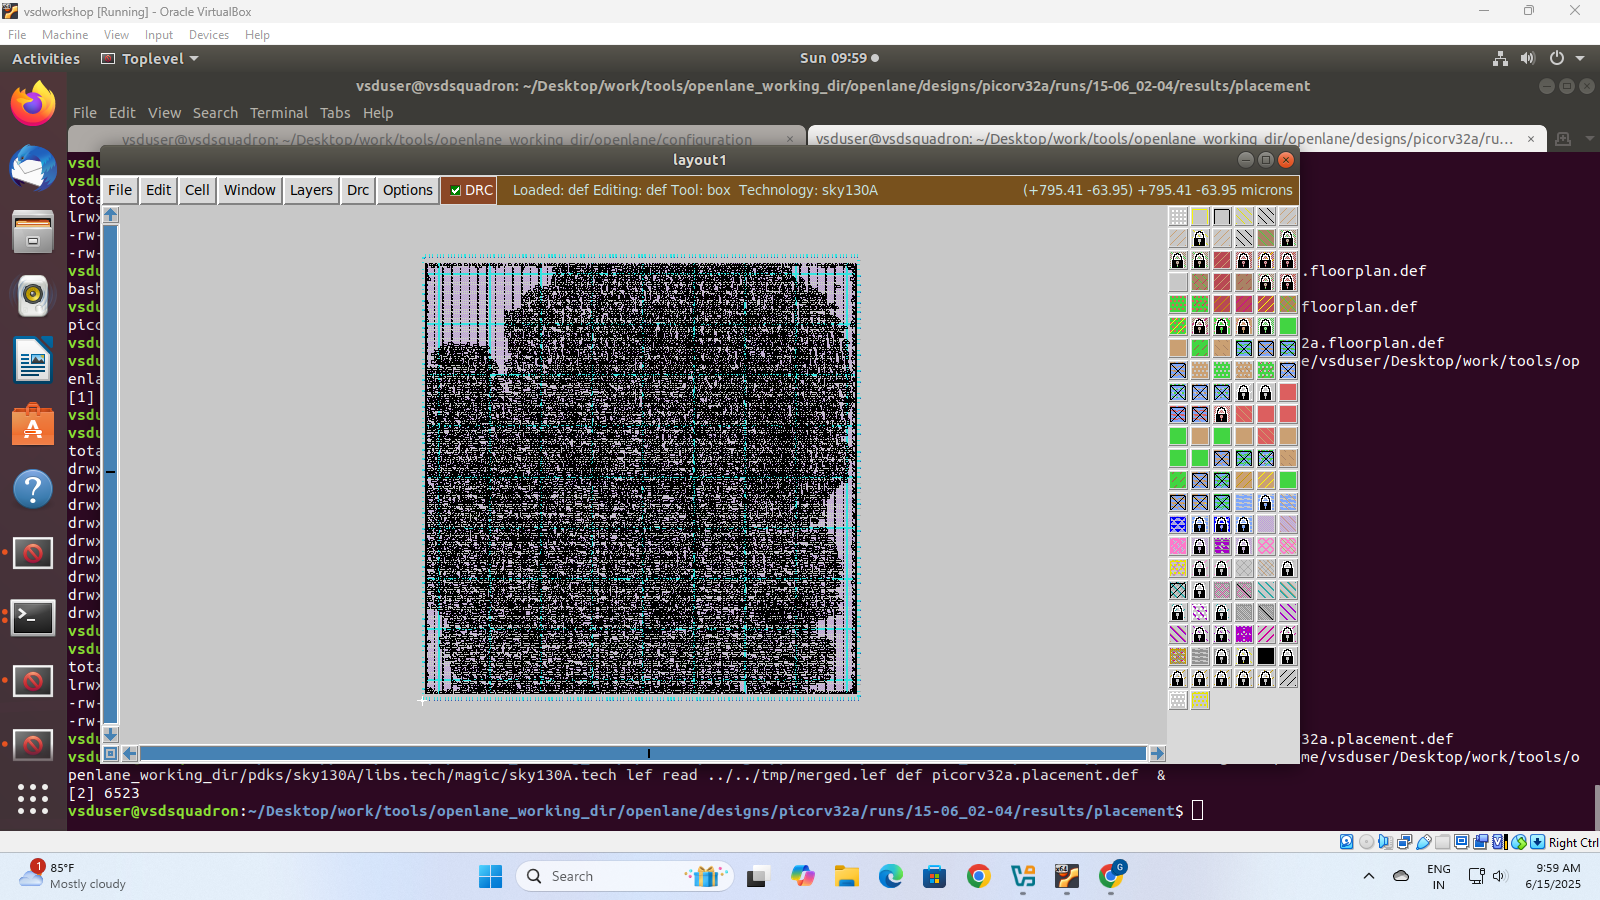 vsdworkshop [Running] - Oracle VirtualBox
File Machine View Input Devices Help
Activities Toplevel Sun 09:59
vsduser@vsdsquadron: ~/Desktop/work/tools/openlane_working_dir/openlane/designs/picorv32a/runs/15-06_02-04/results/placement
File Edit View Search Terminal Tabs Help
vsduser@vsdsquadron: ~/Desktop/work/tools/openlane_working_dir/openlane/configuration × vsduser@vsdsquadron: ~/Desktop/work/tools/openlane_working_dir/openlane/designs/picorv32a/ru... ×
layout1
File Edit Cell Window Layers Drc Options DRC Loaded: def Editing: def Tool: box Technology: sky130A (+795.41 -63.95) +795.41 -63.95 microns
vsdu
vsdu
tota
lrwx
-rw-
-rw-
vsdu .floorplan.def
bash
vsdu floorplan.def
pico
vsdu 2a.floorplan.def
vsdu e/vsduser/Desktop/work/tools/op
enla
[1]
vsdu
vsdu
tota
drwx
drwx
drwx
drwx
drwx
drwx
drwx
drwx
drwx
vsdu
vsdu
tota
lrwx
-rw-
-rw-
vsdu 32a.placement.def
vsdu me/vsduser/Desktop/work/tools/o
penlane_working_dir/pdks/sky130A/libs.tech/magic/sky130A.tech lef read ../../tmp/merged.lef def picorv32a.placement.def &
[2] 6523
vsduser@vsdsquadron:~/Desktop/work/tools/openlane_working_dir/openlane/designs/picorv32a/runs/15-06_02-04/results/placement$
Right Ctrl
1 85°F
Mostly cloudy
Search
G
ENG
IN
9:59 AM
6/15/2025